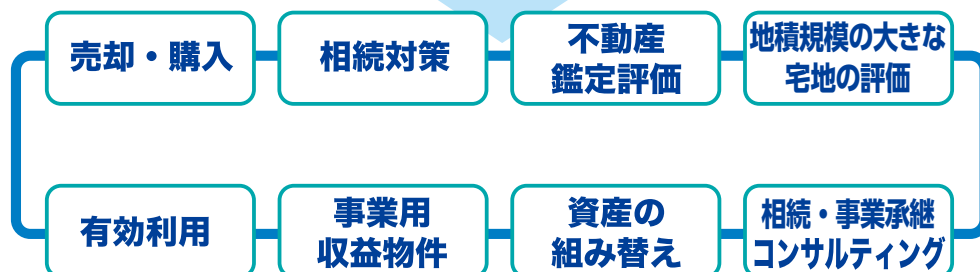 売却・購入
相続対策
不動産
鑑定評価
地積規模の大きな
宅地の評価
有効利用
事業用
収益物件
資産の
組み替え
相続・事業承継
コンサルティング